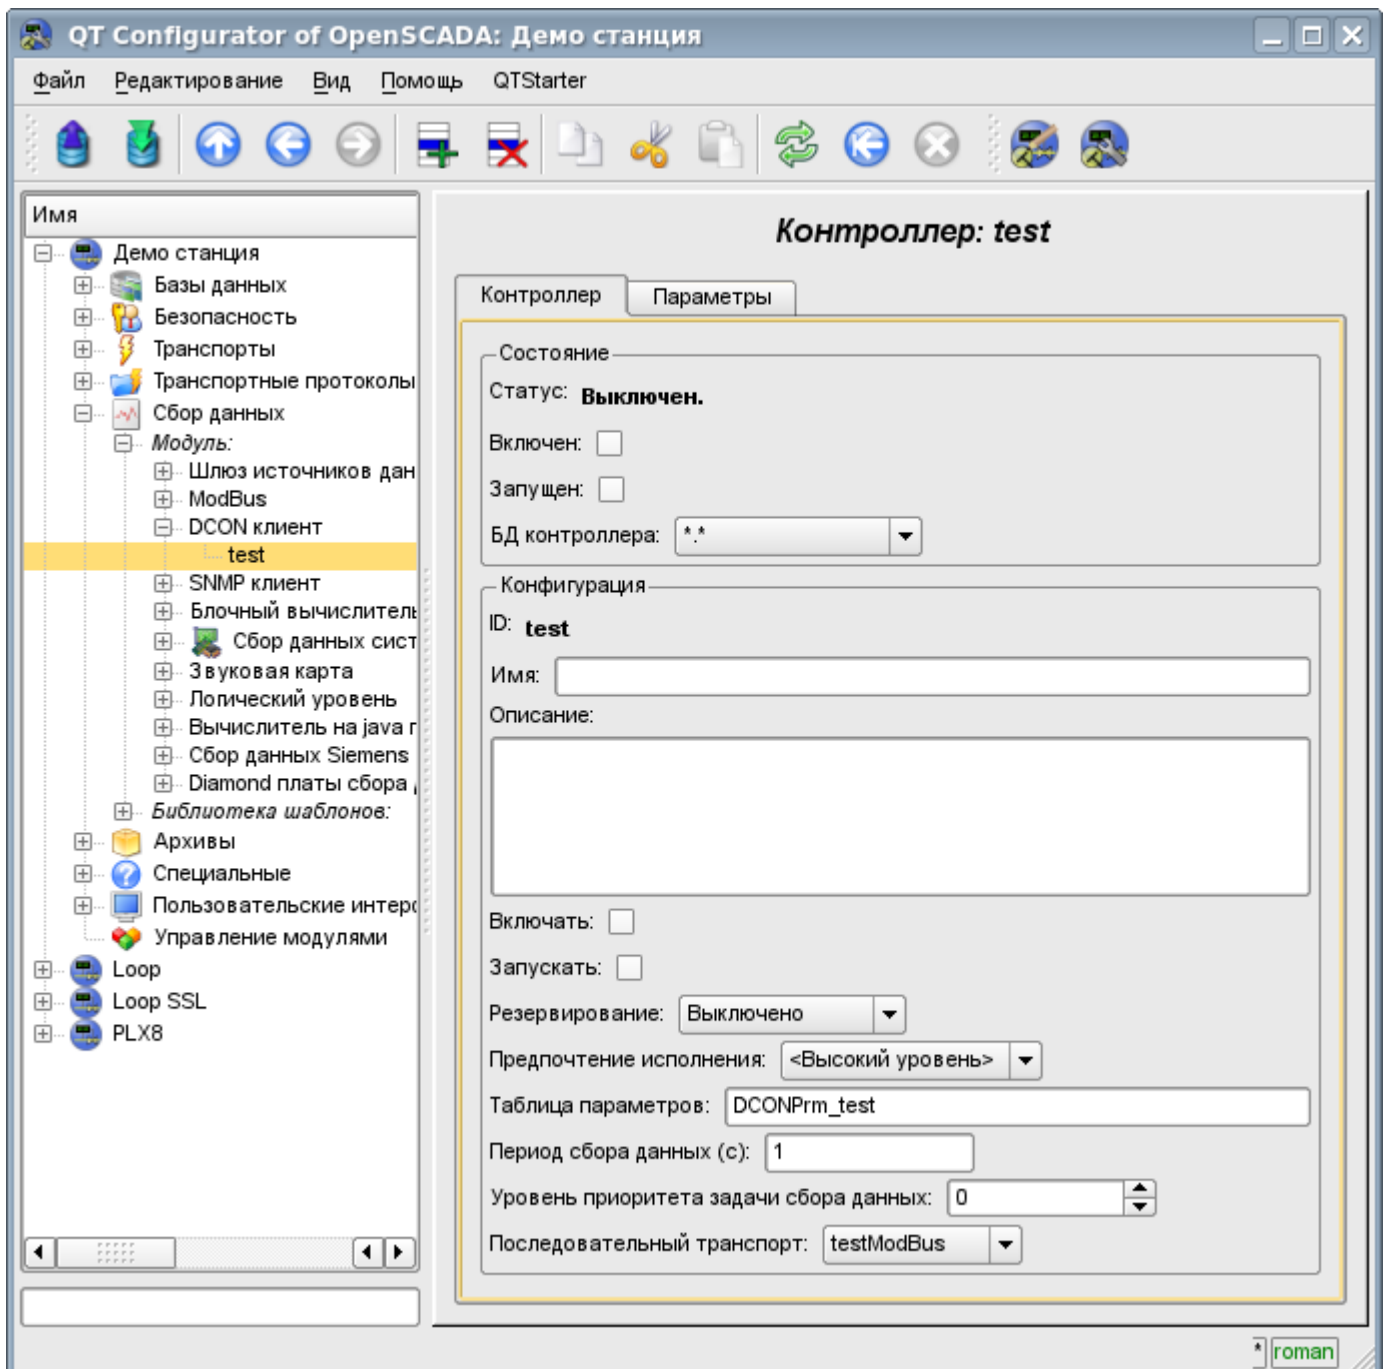 QT Configurator of OpenSCADA: Демо станция
Файл Редактирование Вид Помощь QTStarter
Имя
Демо станция
Базы данных
Безопасность
Транспорты
Транспортные протоколы
Сбор данных
Модуль:
Шлюз источников дан
ModBus
DCON клиент
test
SNMP клиент
Блочный вычислитель
Сбор данных сист
Звуковая карта
Логический уровень
Вычислитель на java г
Сбор данных Siemens
Diamond платы сбора
Библиотека шаблонов:
Архивы
Специальные
Пользовательские интерф
Управление модулями
Loop
Loop SSL
PLX8
Контроллер: test
Контроллер Параметры
Состояние
Статус: Выключен.
Включен:
Запущен:
БД контроллера: *.*
Конфигурация
ID: test
Имя:
Описание:
Включать:
Запускать:
Резервирование: Выключено
Предпочтение исполнения: <Высокий уровень>
Таблица параметров: DCONPrm_test
Период сбора данных (с): 1
Уровень приоритета задачи сбора данных: 0
Последовательный транспорт: testModBus
* roman